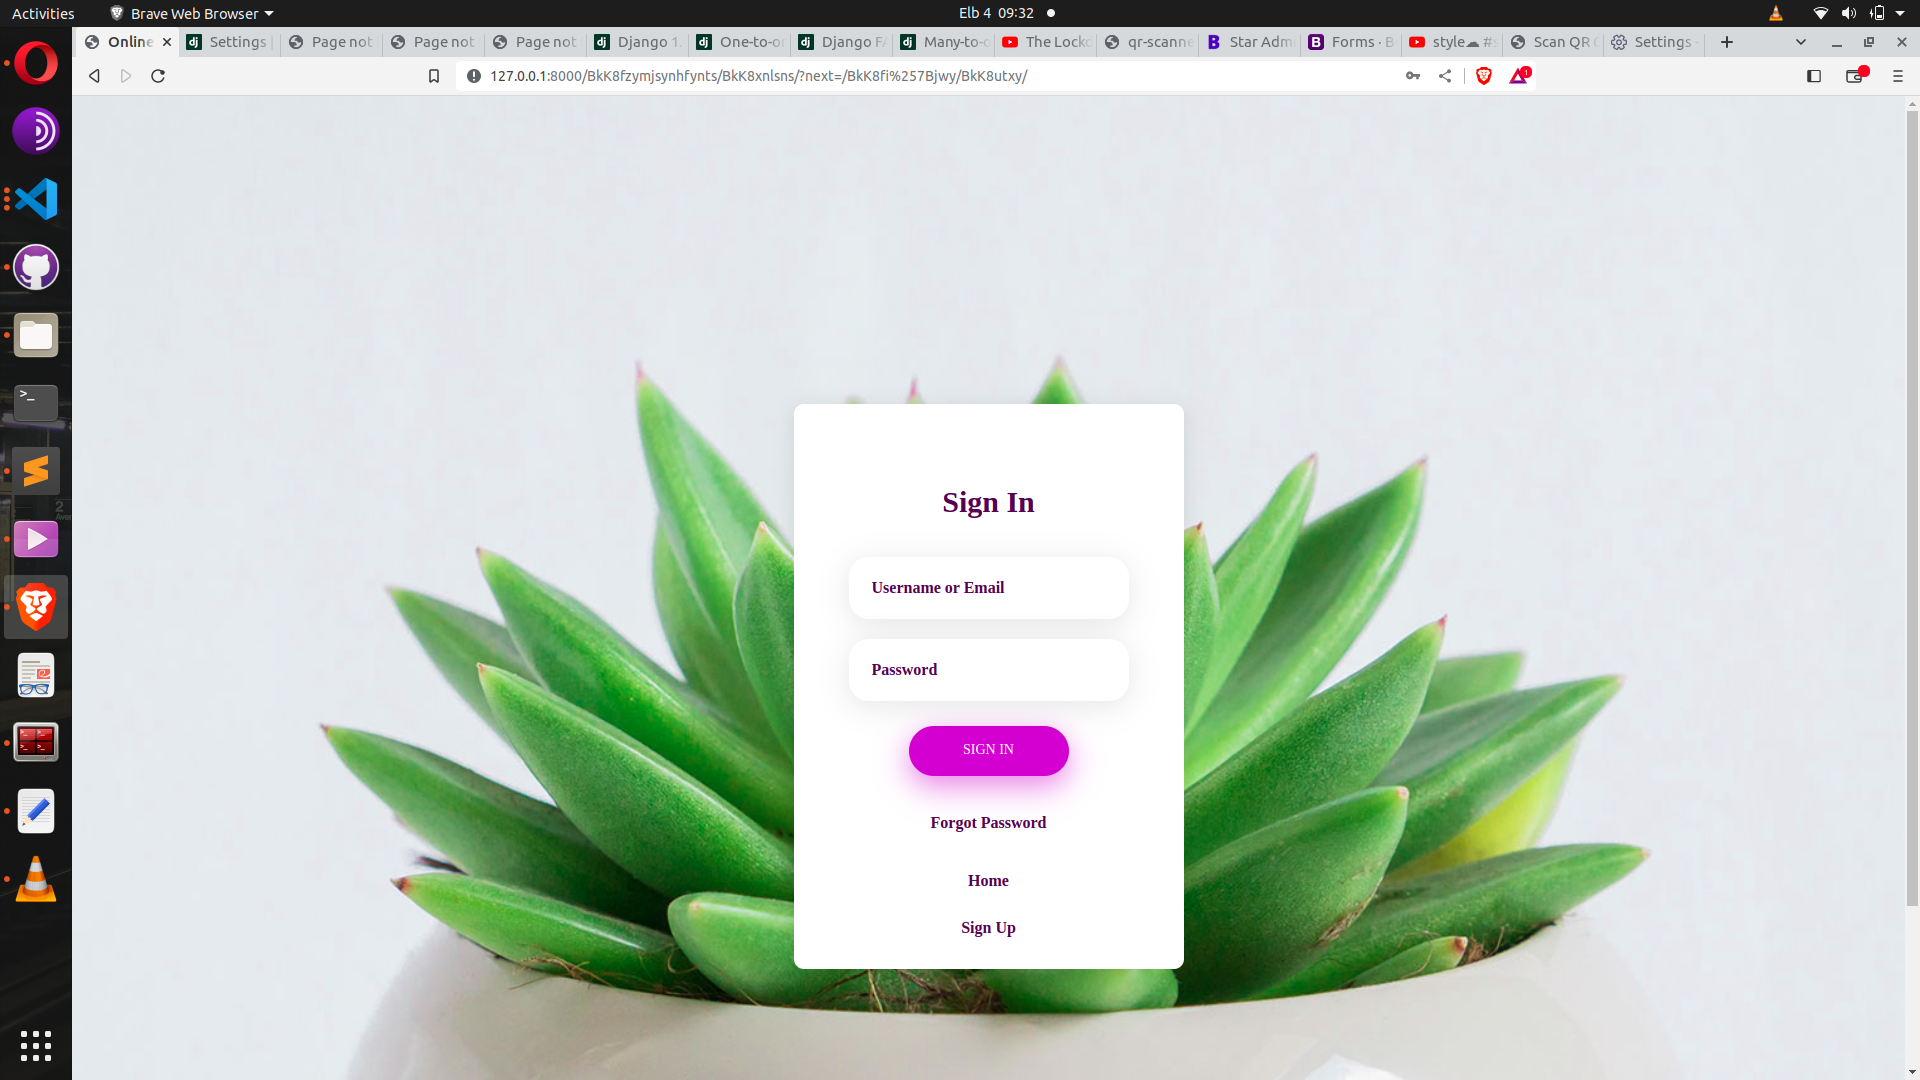 Activities
Brave Web Browser
Elb 4 09:32
Online
Settings
Page not
Page not
Page not
Django 1.
One-to-o
Django FA
Many-to-
The Lock
qr-scanne
Star Adm
Forms · B
style☁ #
Scan QR
Settings -
127.0.0.1:8000/BkK8fzymjsynhfynts/BkK8xnlsns/?next=/BkK8fi%257Bjwy/BkK8utxy/
Sign In
Username or Email
Password
SIGN IN
Forgot Password
Home
Sign Up